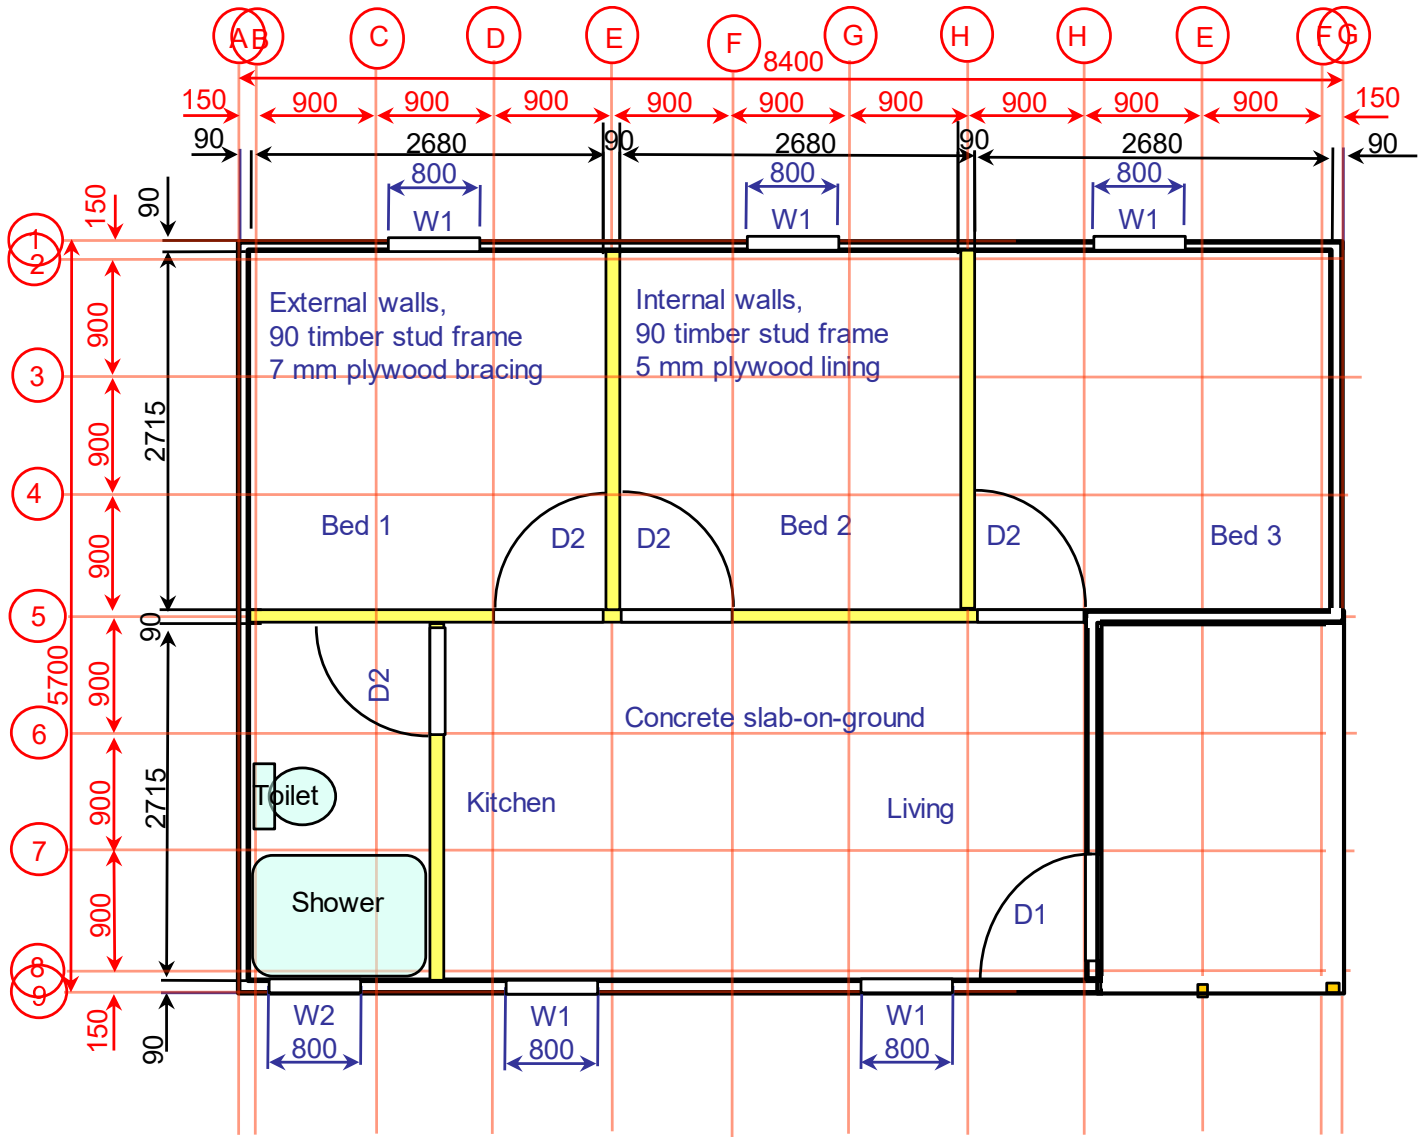 A B C D E F G H H E F G
8400
150 900 900 900 900 900 900 900 900 900 150
90 2680 90 2680 90 2680 90
800 800 800
W1 W1 W1
150
90
1
2
External walls,
90 timber stud frame
7 mm plywood bracing
Internal walls,
90 timber stud frame
5 mm plywood lining
900
3
2715
900
4
Bed 1 D2 D2 Bed 2 D2 Bed 3
900
5
90
5700
900
D2
6
Concrete slab-on-ground
Toilet
Kitchen
Living
900
2715
7
Shower
D1
900
8
9
150
90
W2 W1 W1
800 800 800